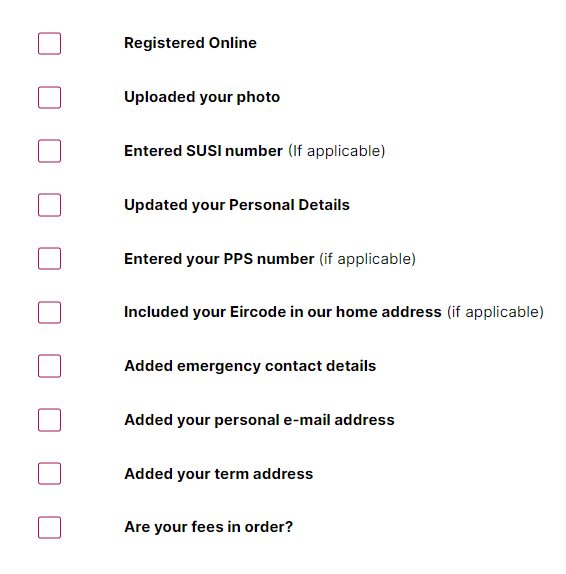 Registered Online
Uploaded your photo
Entered SUSI number (If applicable)
Updated your Personal Details
Entered your PPS number (if applicable)
Included your Eircode in our home address (if applicable)
Added emergency contact details
Added your personal e-mail address
Added your term address
Are your fees in order?